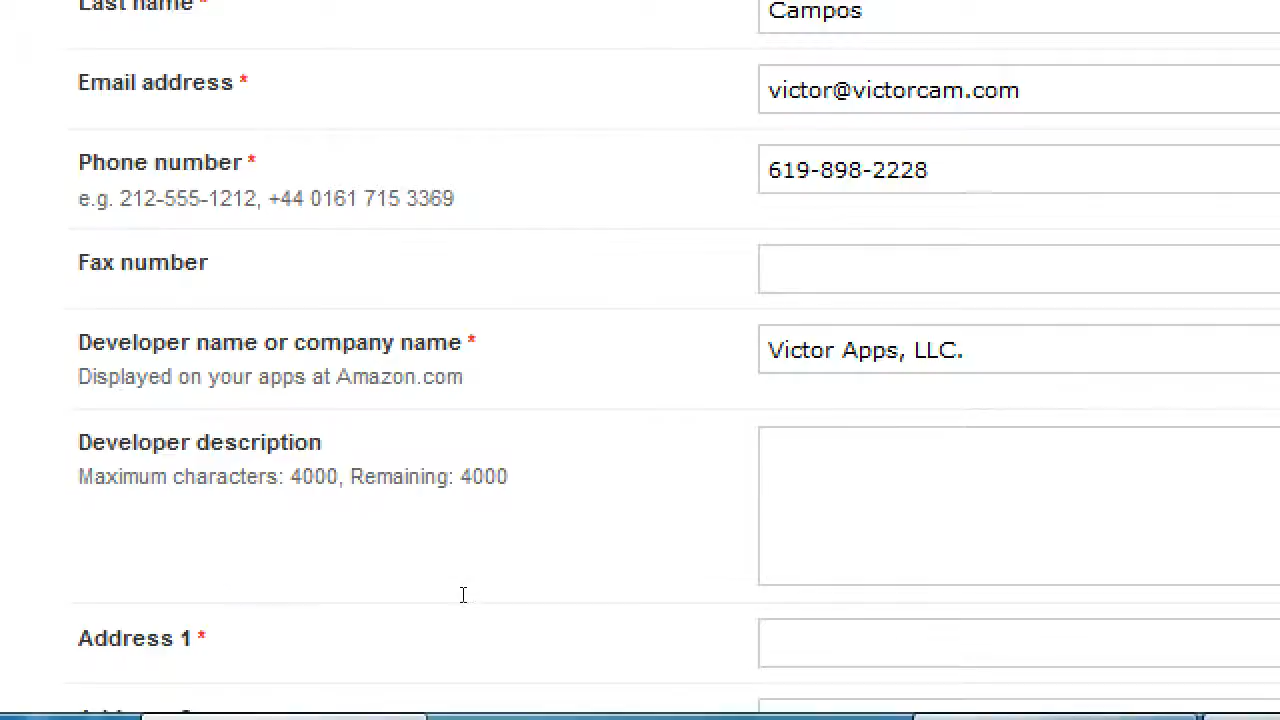 Last name *
Campos
Email address *
victor@victorcam.com
Phone number *
619-898-2228
e.g. 212-555-1212, +44 0161 715 3369
Fax number
Developer name or company name *
Victor Apps, LLC.
Displayed on your apps at Amazon.com
Developer description
Maximum characters: 4000, Remaining: 4000
Address 1 *